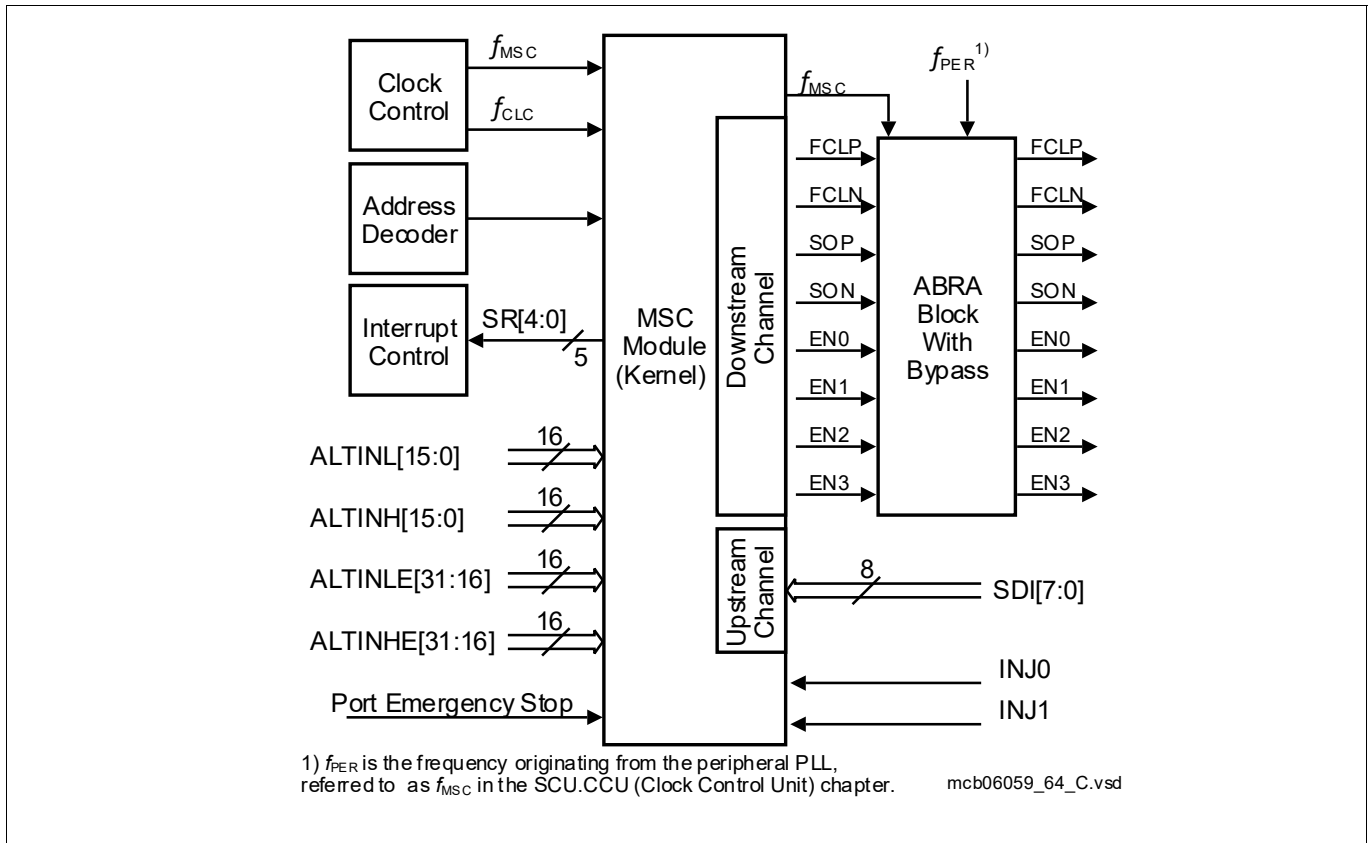 Clock
Control
fMSC
fCLC
Address
Decoder
Interrupt
Control
SR[4:0]
5
ALTINL[15:0]
16
ALTINH[15:0]
16
ALTINLE[31:16]
16
ALTINHE[31:16]
16
Port Emergency Stop
MSC
Module
(Kernel)
Downstream
Channel
Upstream
Channel
fMSC
fPER1)
FCLP
FCLN
SOP
SON
EN0
EN1
EN2
EN3
ABRA
Block
With
Bypass
FCLP
FCLN
SOP
SON
EN0
EN1
EN2
EN3
8
SDI[7:0]
INJ0
INJ1
1) fPER is the frequency originating from the peripheral PLL,
referred to as fMSC in the SCU.CCU (Clock Control Unit) chapter.
mcb06059_64_C.vsd